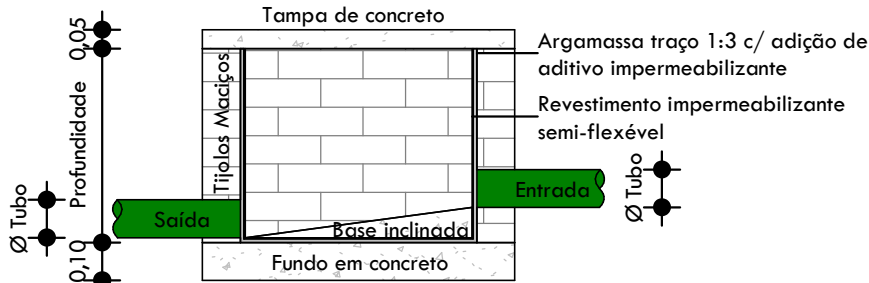 Tampa de concreto
0,05
Profundidade
Ø Tubo
0,10
Tijolos Maciços
Saída
Base inclinada
Fundo em concreto
Entrada
Ø Tubo
Argamassa traço 1:3 c/ adição de
aditivo impermeabilizante
Revestimento impermeabilizante
semi-flexével